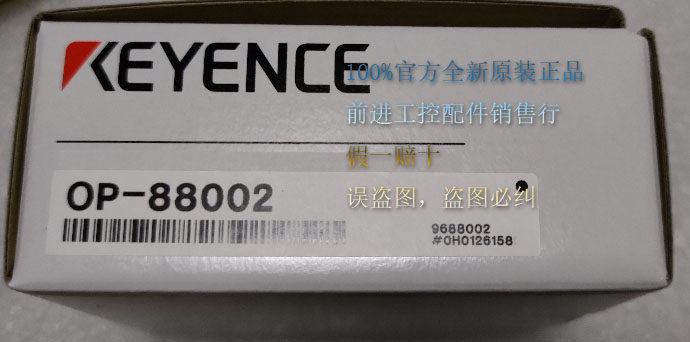 KEYENCE
100%官方全新原装正品
前进工控配件销售行
假一赔十
OP-88002
误盗图，盗图必纠
9688002
#0H0126158